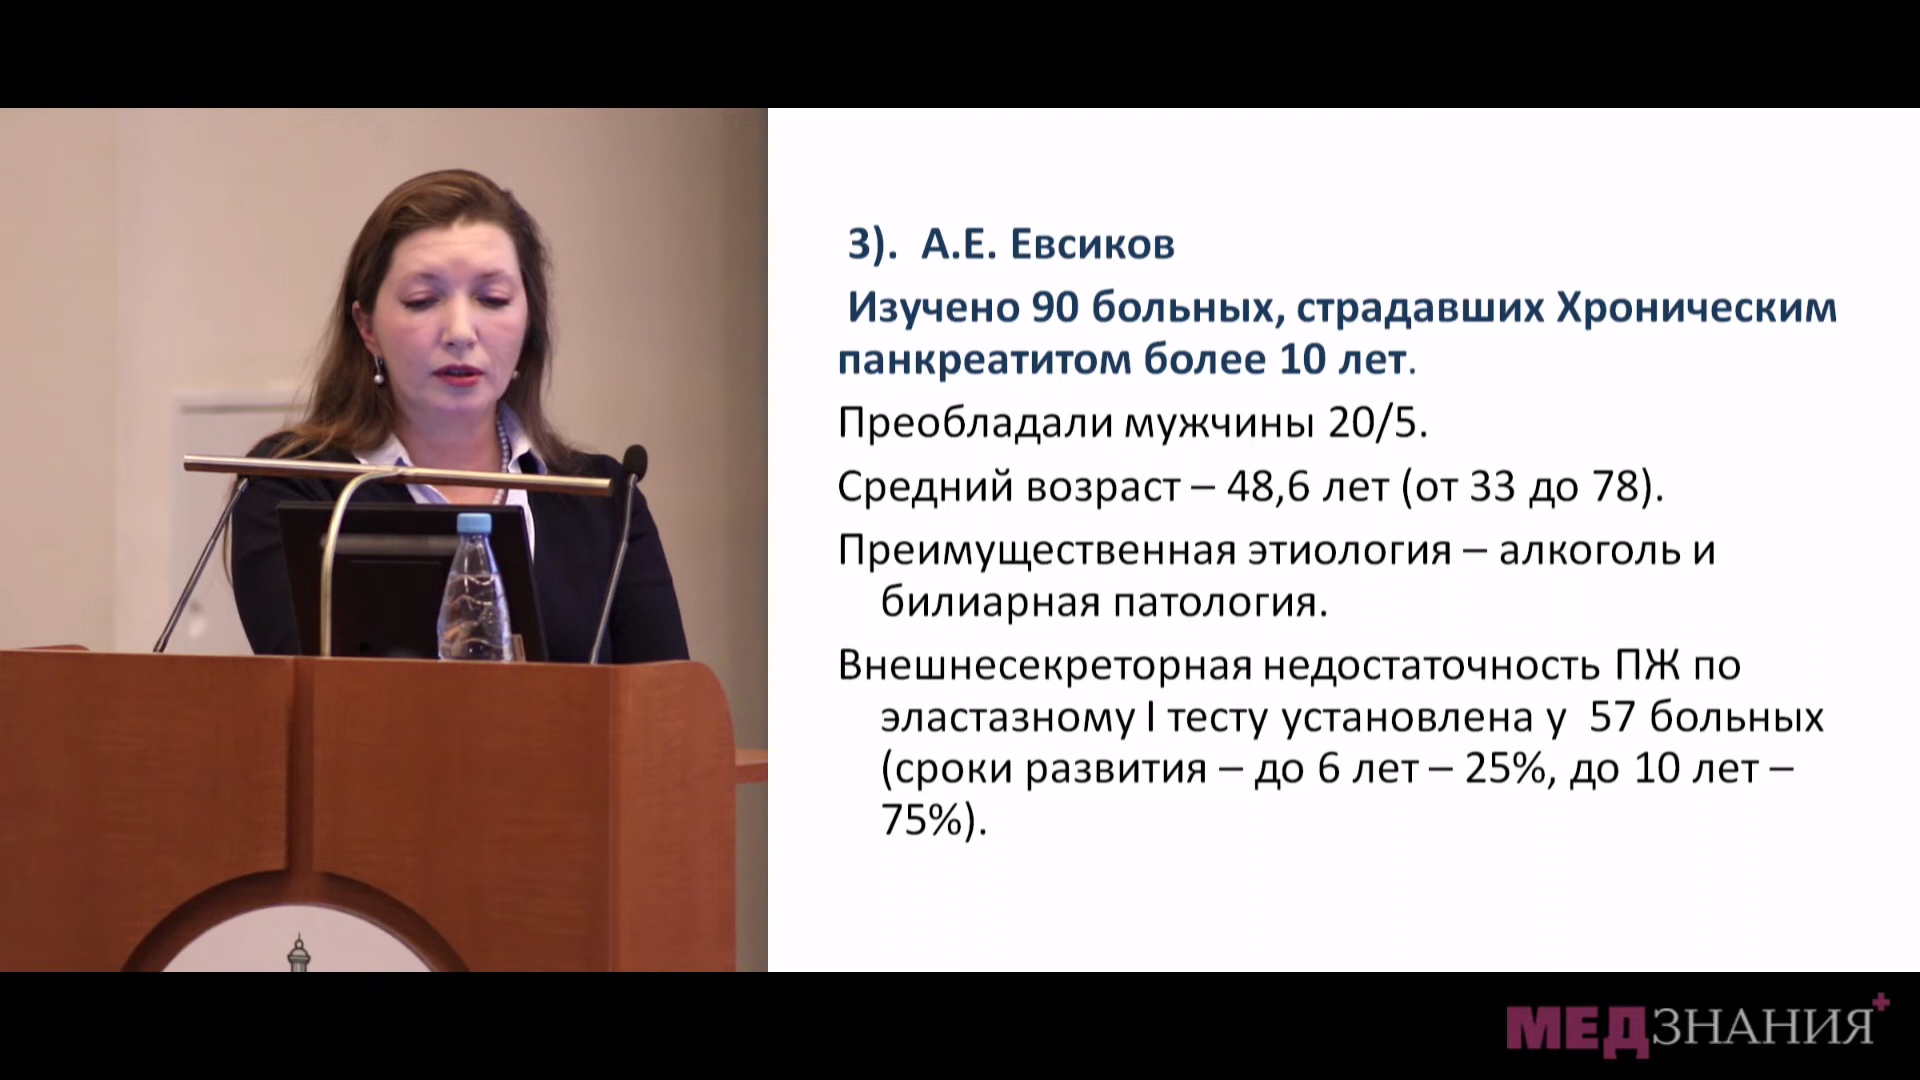 3). А.Е. Евсиков
Изучено 90 больных, страдавших Хроническим
панкреатитом более 10 лет.
Преобладали мужчины 20/5.
Средний возраст – 48,6 лет (от 33 до 78).
Преимущественная этиология – алкоголь и
билиарная патология.
Внешнесекреторная недостаточность ПЖ по
эластазному I тесту установлена у 57 больных
(сроки развития – до 6 лет – 25%, до 10 лет –
75%).
МЕДЗНАНИЯ+